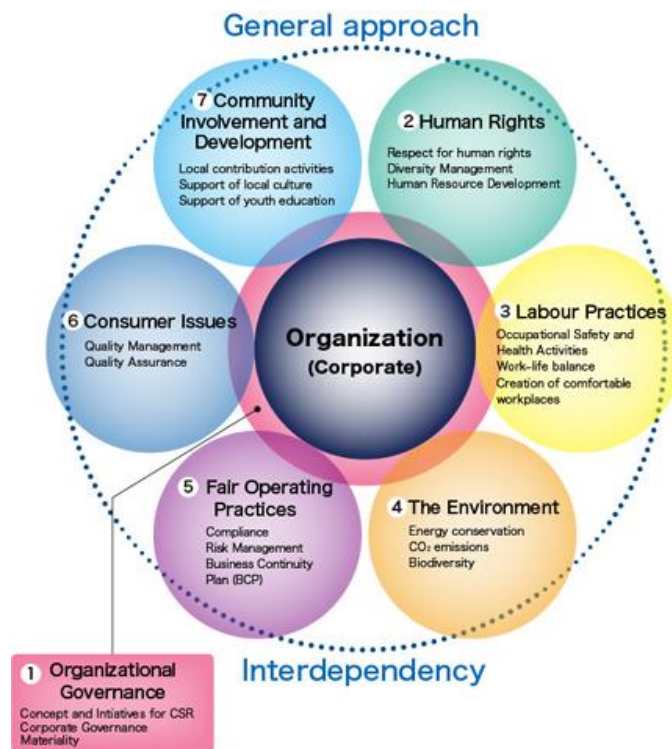 General approach
7 Community
Involvement and
Development
Local contribution activities
Support of local culture
Support of youth education
2 Human Rights
Respect for human rights
Diversity Management
Human Resource Development
3 Labour Practices
Occupational Safety and
Health Activities
Work-life balance
Creation of comfortable
workplaces
6 Consumer Issues
Quality Management
Quality Assurance
Organization
(Corporate)
5 Fair Operating
Practices
Compliance
Risk Management
Business Continuity
Plan (BCP)
4 The Environment
Energy conservation
CO₂ emissions
Biodiversity
Interdependency
1 Organizational
Governance
Concept and Intiatives for CSR
Corporate Governance
Materiality